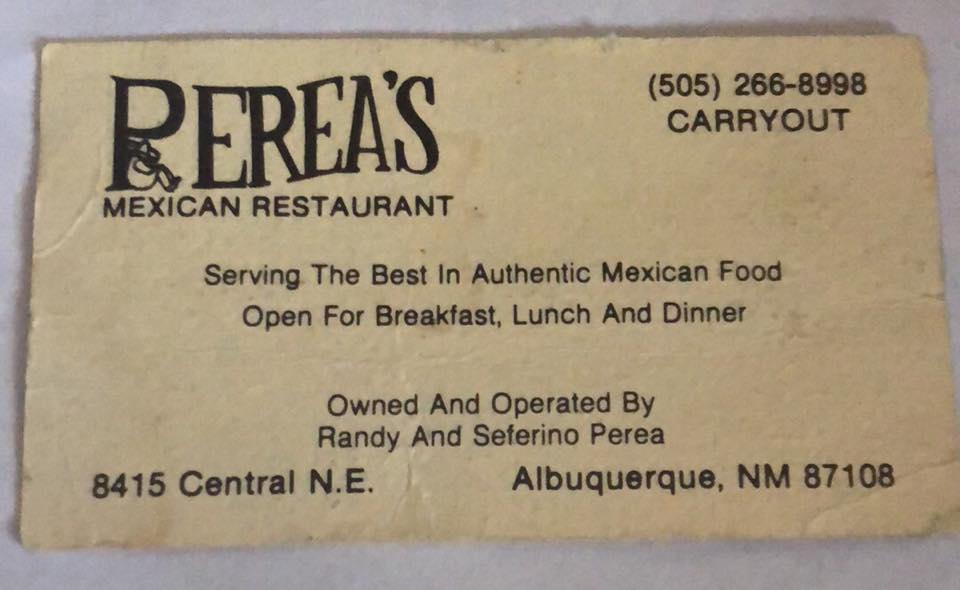 PEREA'S
MEXICAN RESTAURANT
(505) 266-8998
CARRYOUT
Serving The Best In Authentic Mexican Food
Open For Breakfast, Lunch And Dinner
Owned And Operated By
Randy And Seferino Perea
8415 Central N.E.
Albuquerque, NM 87108